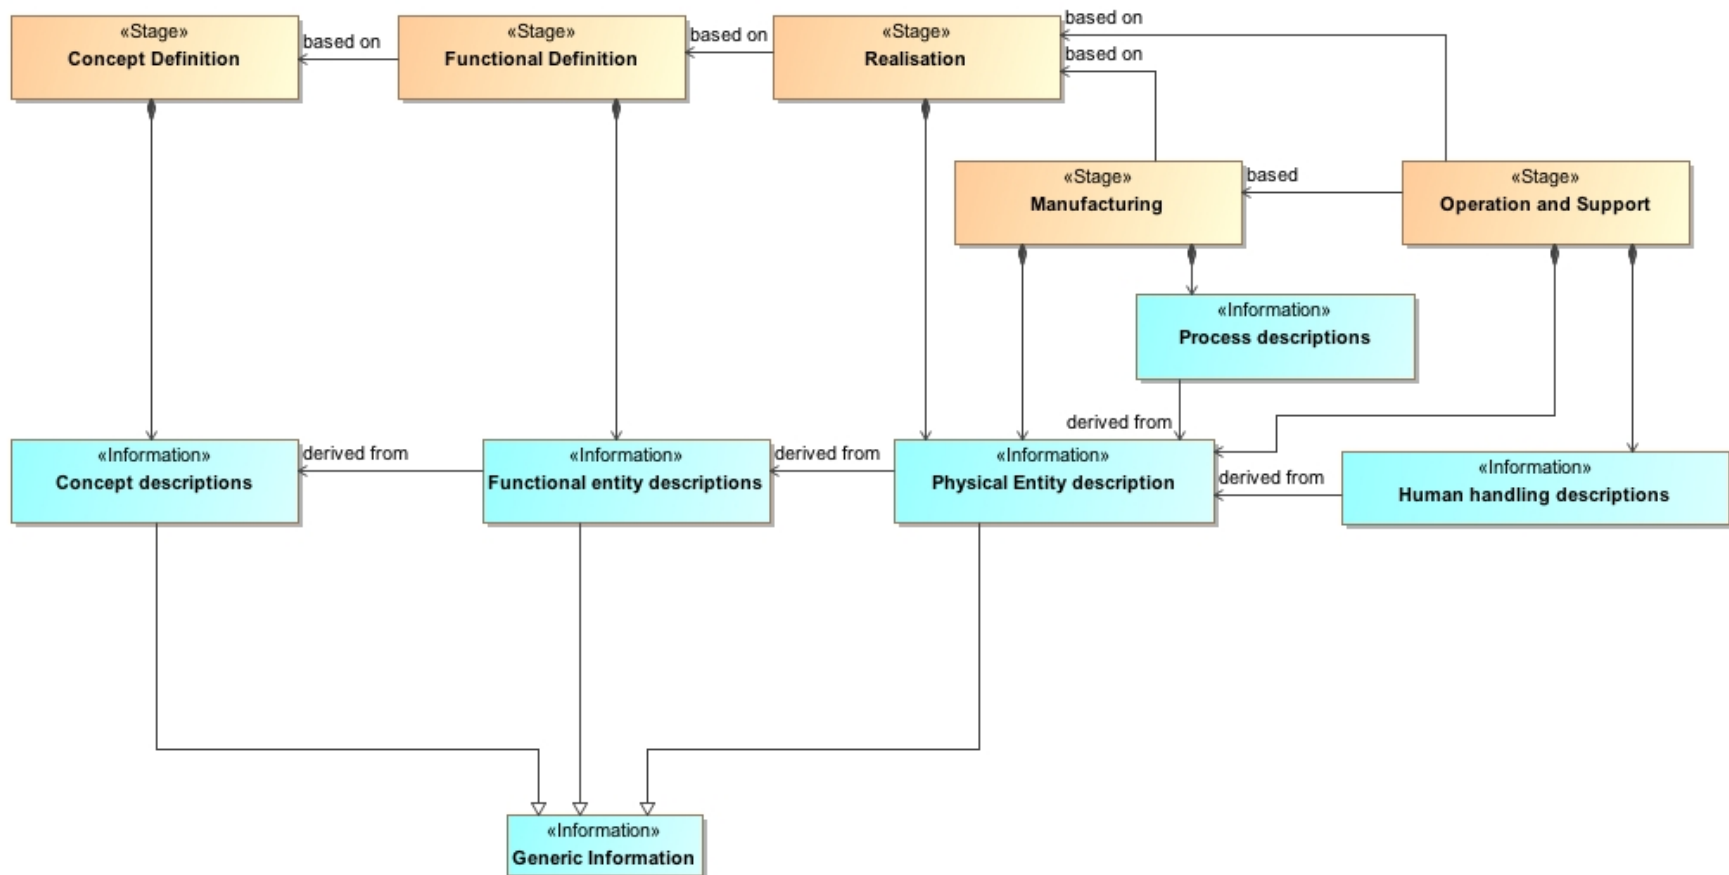 «Stage»
Concept Definition
based on
«Stage»
Functional Definition
based on
«Stage»
Realisation
based on
based on
«Stage»
Manufacturing
based
«Stage»
Operation and Support
«Information»
Process descriptions
derived from
«Information»
Concept descriptions
derived from
«Information»
Functional entity descriptions
derived from
«Information»
Physical Entity description
derived from
«Information»
Human handling descriptions
«Information»
Generic Information